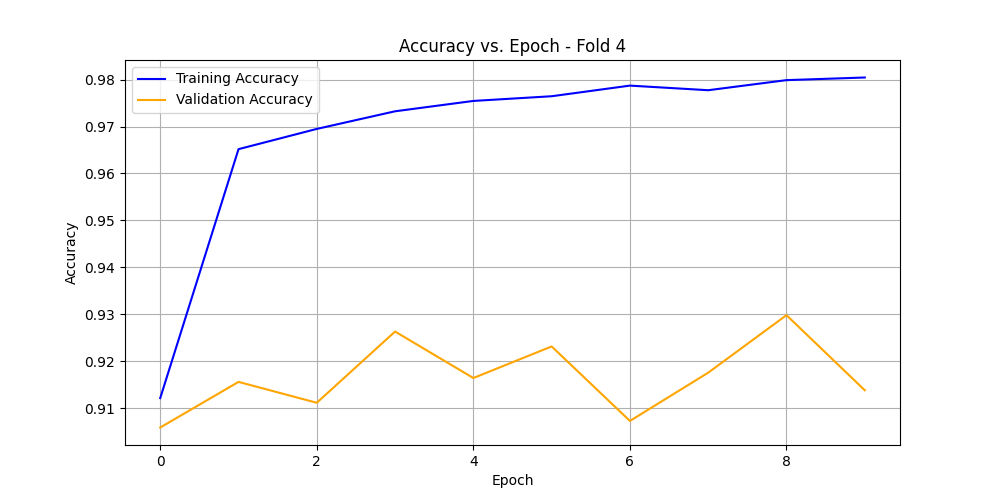 Accuracy vs. Epoch - Fold 4
Training Accuracy
Validation Accuracy
0.98
0.97
0.96
0.95
0.94
0.93
0.92
0.91
Accuracy
0 2 4 6 8
Epoch